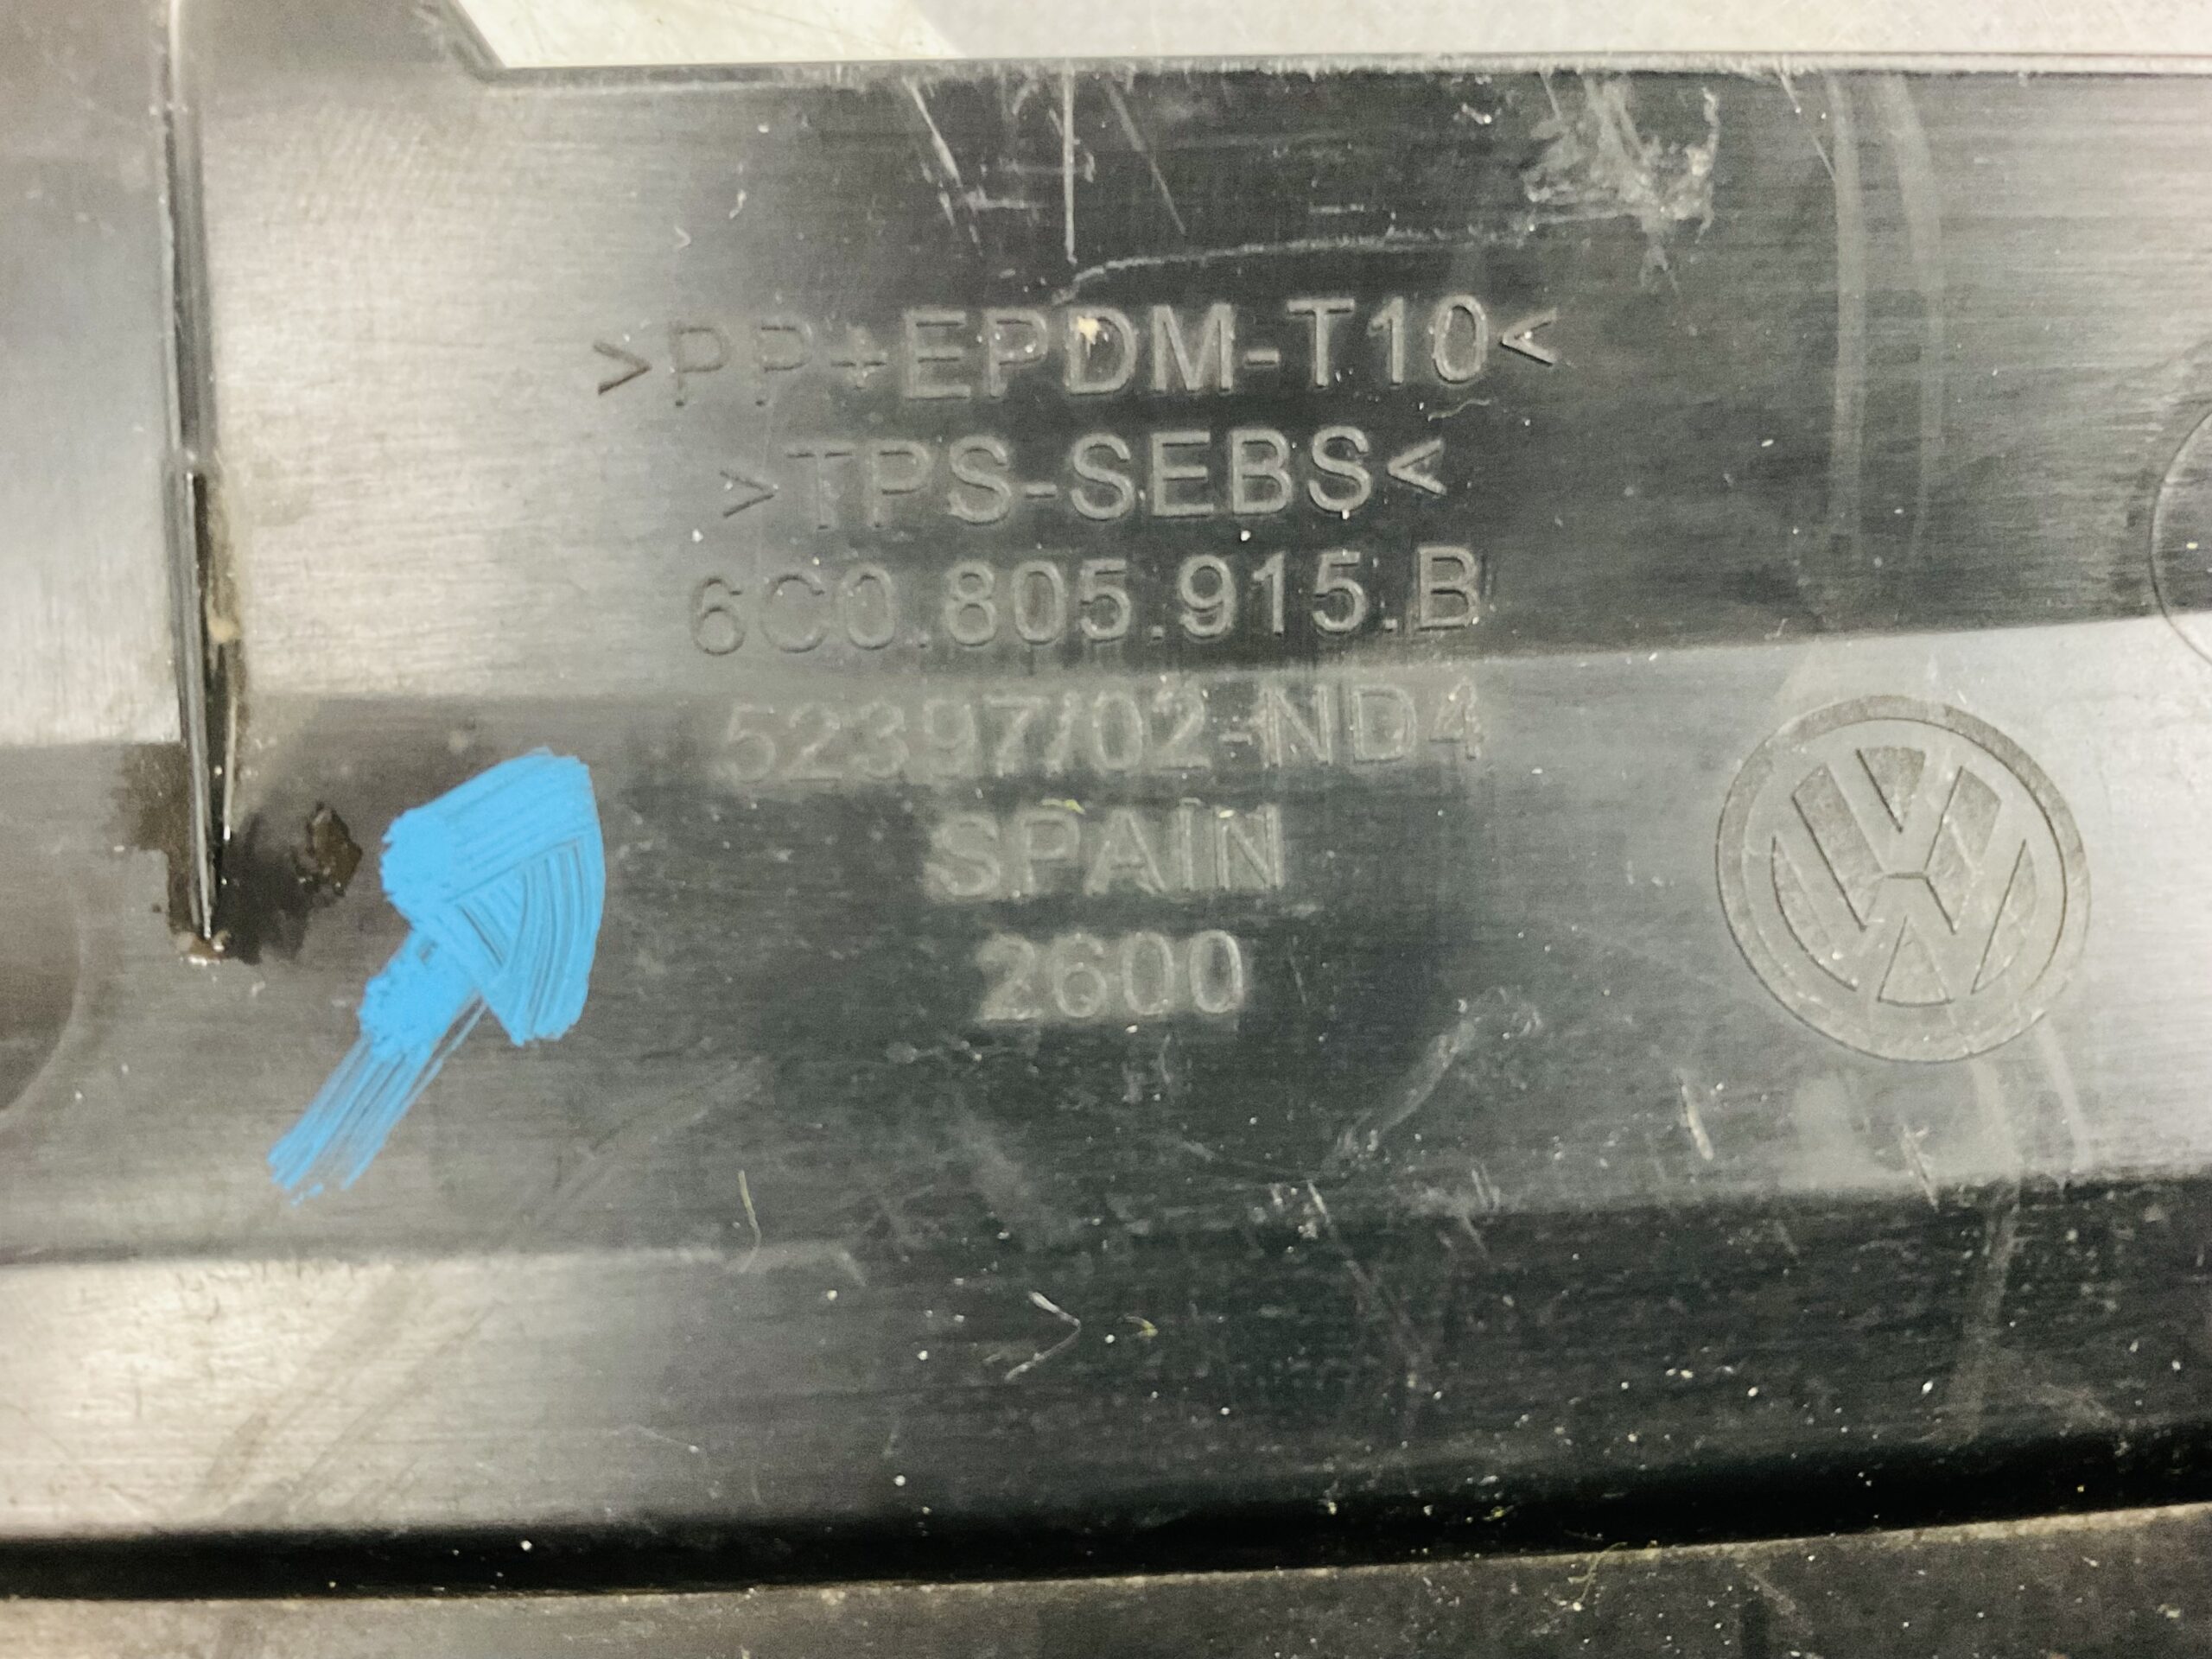 >PP+EPDM-T10<
>TPS-SEBS<
6C0.805.915.B
52397/02-ND4
SPAIN
2600